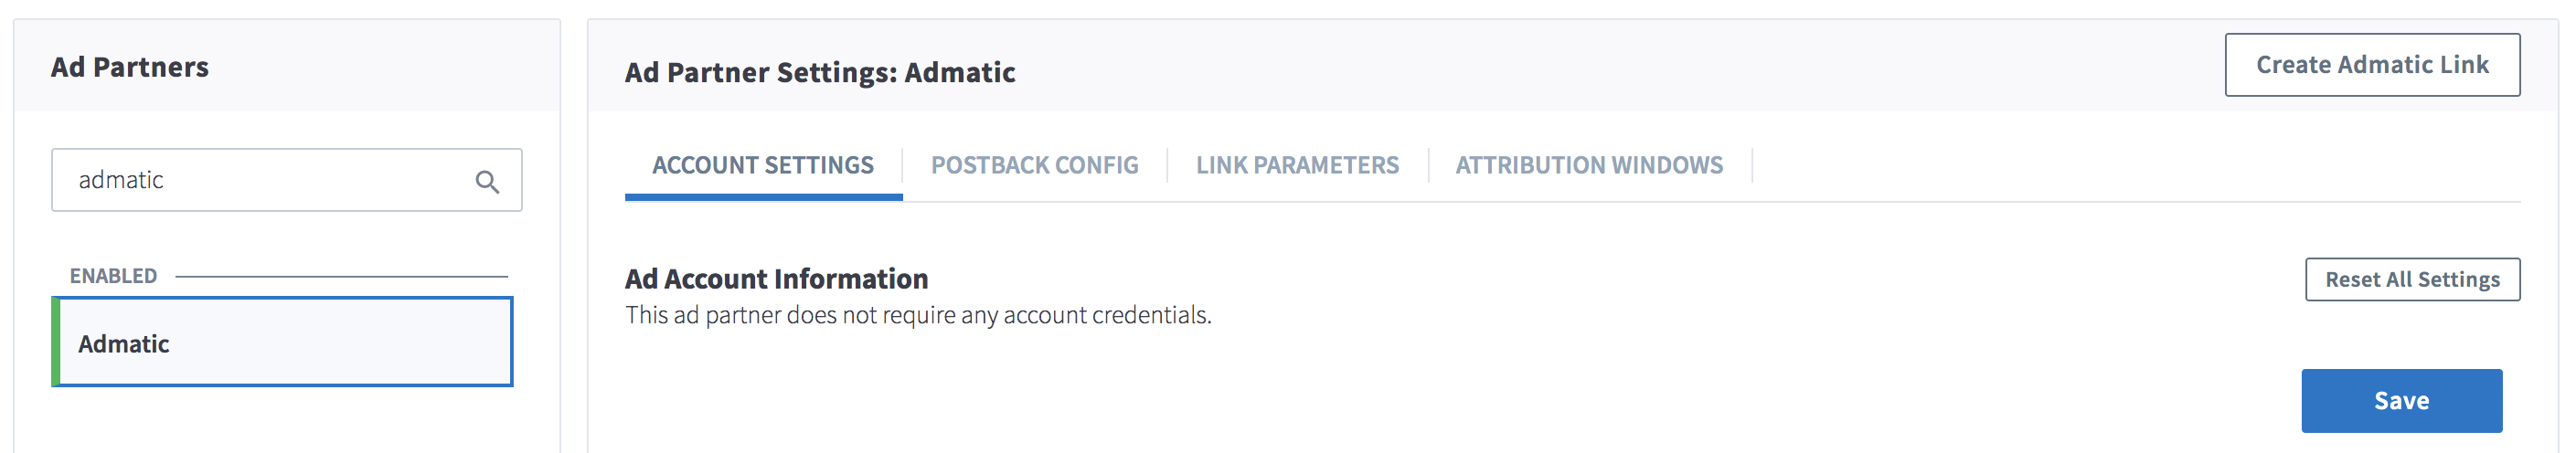 Ad Partners
admatic
ENABLED
Admatic
Ad Partner Settings: Admatic
Create Admatic Link
ACCOUNT SETTINGS
POSTBACK CONFIG
LINK PARAMETERS
ATTRIBUTION WINDOWS
Ad Account Information
Reset All Settings
This ad partner does not require any account credentials.
Save